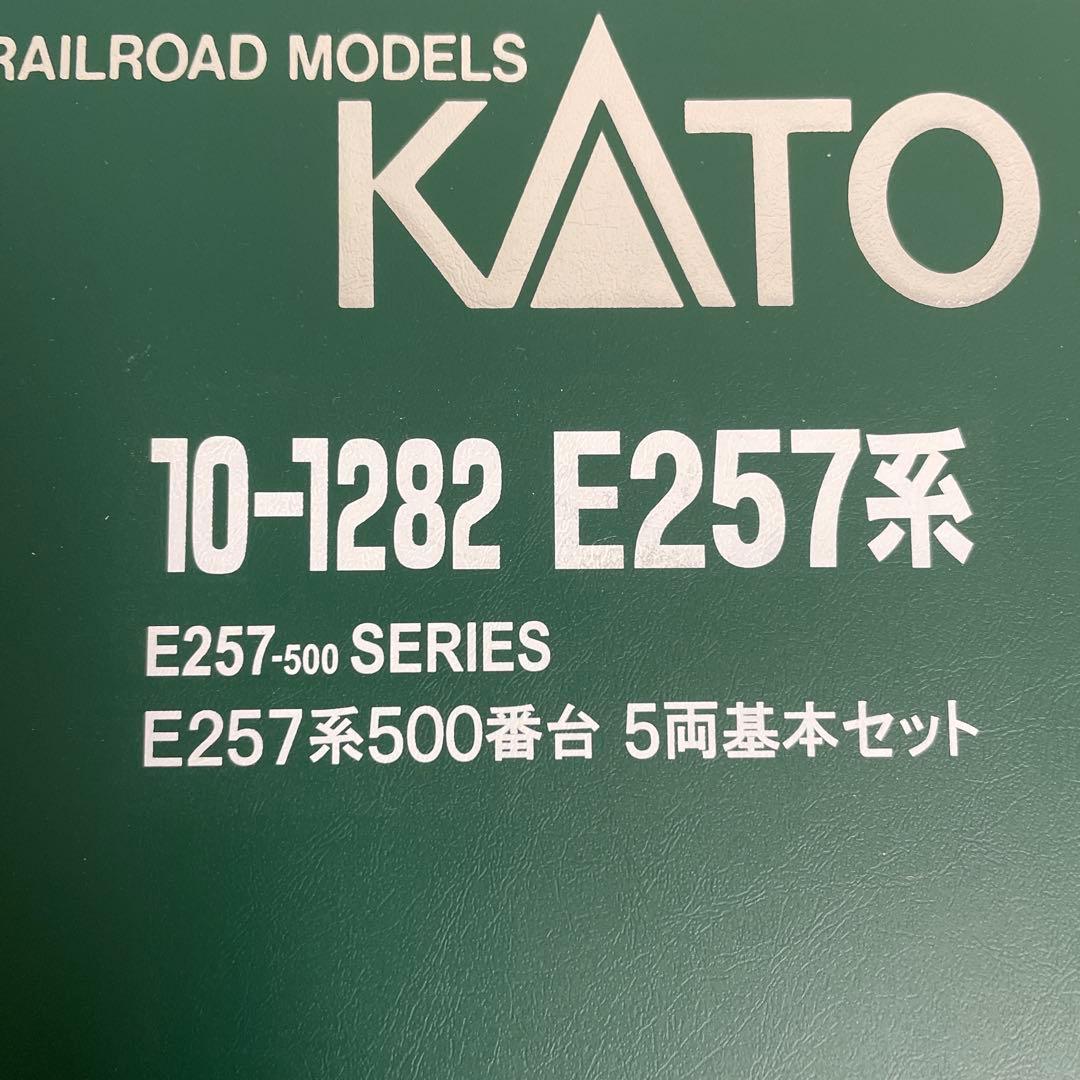 RAILROAD MODELS
KATO
10-1282 E257系
E257-500 SERIES
E257系500番台 5両基本セット